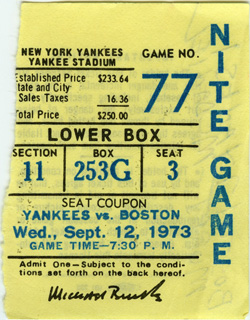 NEW YORK YANKEES
YANKEE STADIUM
GAME NO.
77
Established Price $233.64
State and City
Sales Taxes 16.36
Total Price $250.00
NITE GAME
LOWER BOX
SECTION BOX SEAT
11 253G 3
SEAT COUPON
YANKEES vs. BOSTON
Wed., Sept. 12, 1973
GAME TIME—7:30 P. M.
Admit One—Subject to the conditions
set forth on the back hereof.